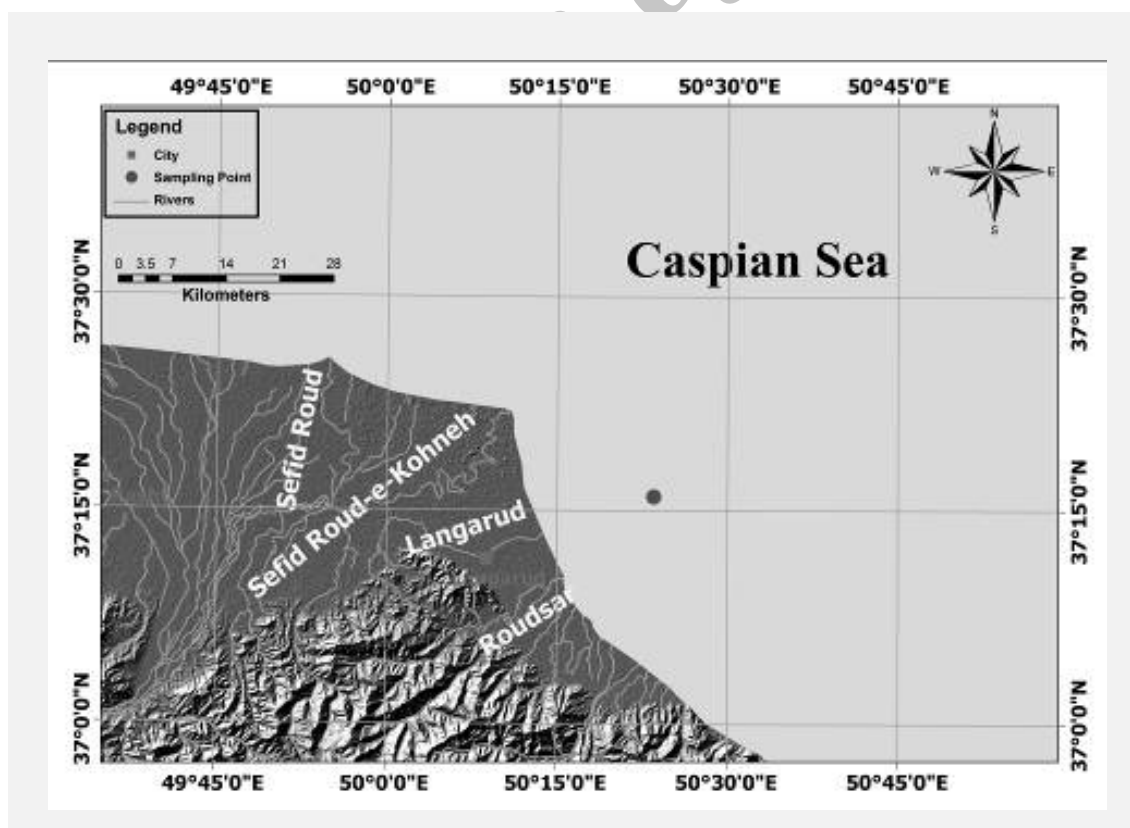 49°45'0"E 50°0'0"E 50°15'0"E 50°30'0"E 50°45'0"E
Legend
City
Sampling Point
Rivers
N
W E
S
0 3.5 7 14 21 28
Kilometers
Caspian Sea
37°30'0"N
37°30'0"N
Sefid Roud
Sefid Roud-e-Kohneh
37°15'0"N
37°15'0"N
Langarud
Roudsar
37°0'0"N
37°0'0"N
49°45'0"E 50°0'0"E 50°15'0"E 50°30'0"E 50°45'0"E